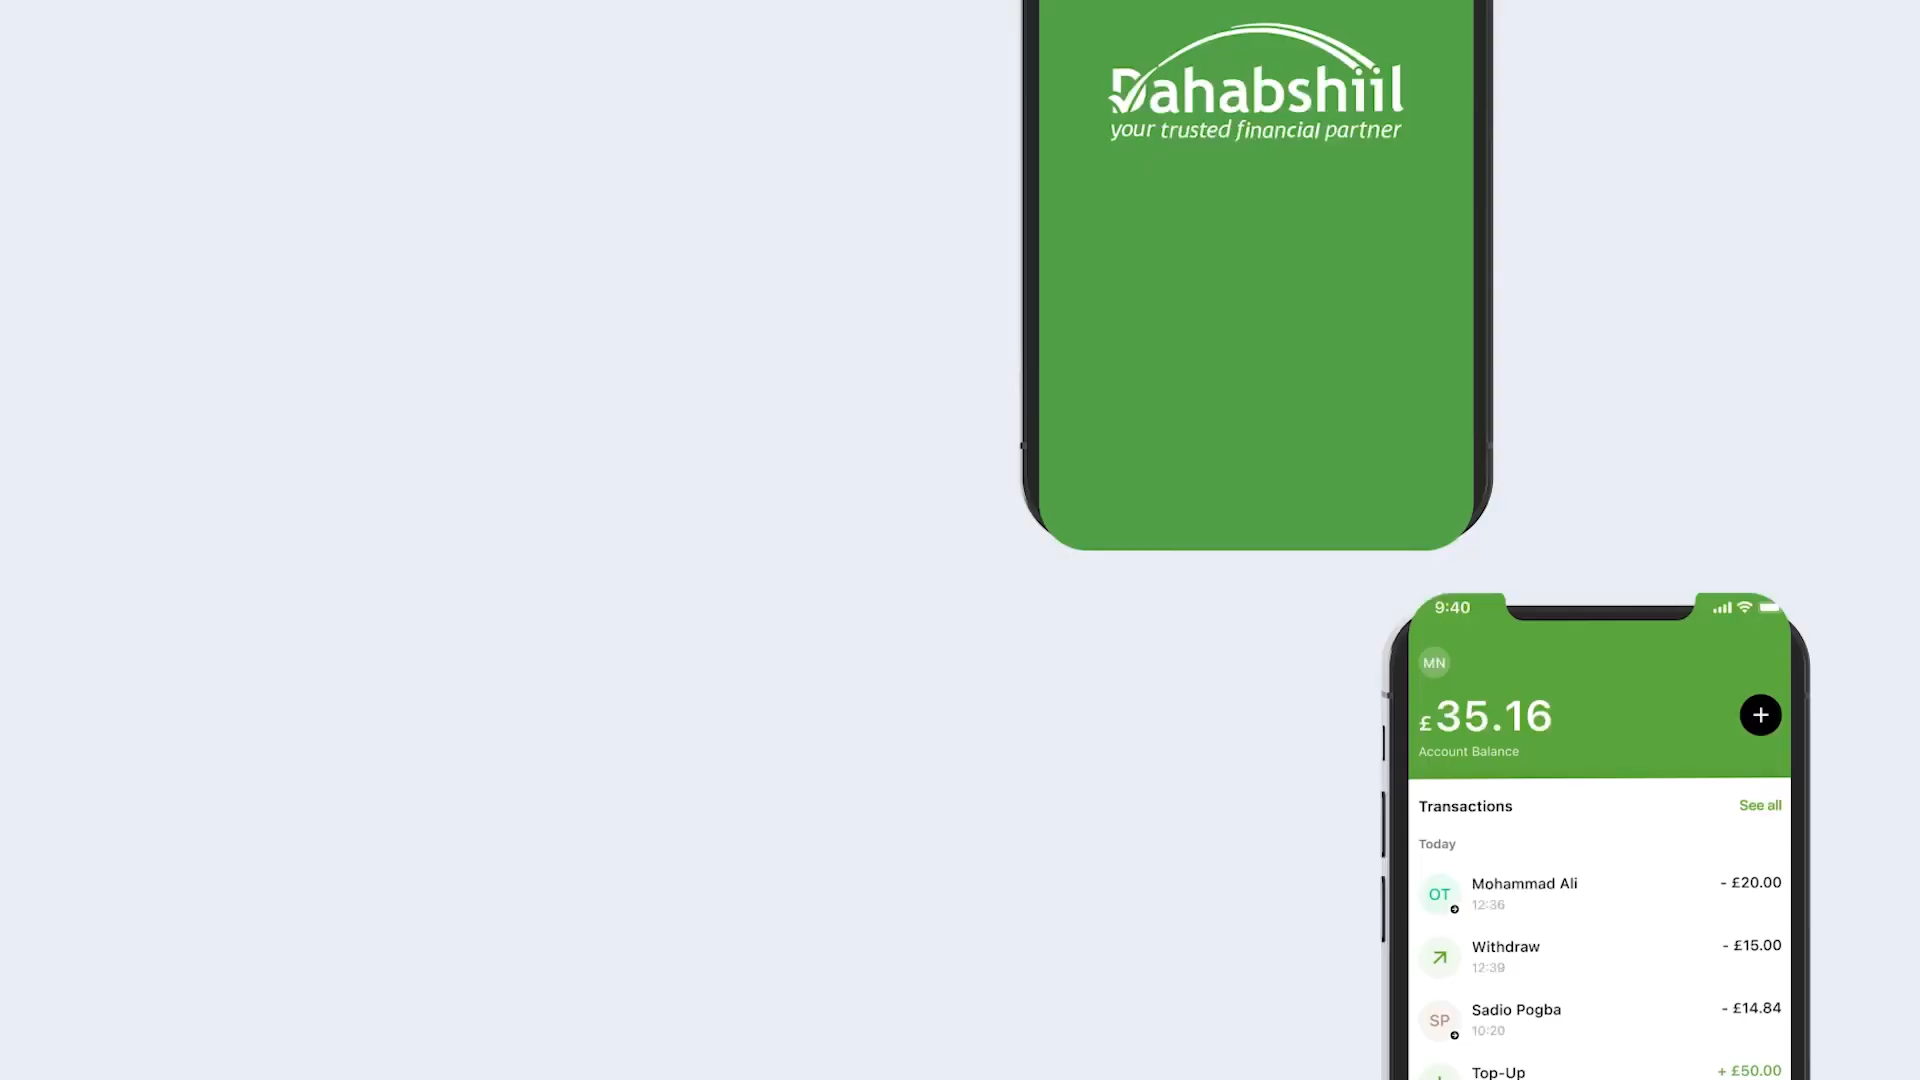 Dahabshiil
your trusted financial partner
9:40
MN
£35.16
Account Balance
Transactions
See all
Today
OT
Mohammad Ali
- £20.00
12:36
Withdraw
- £15.00
12:39
SP
Sadio Pogba
- £14.84
10:20
Top-Up
+ £50.00